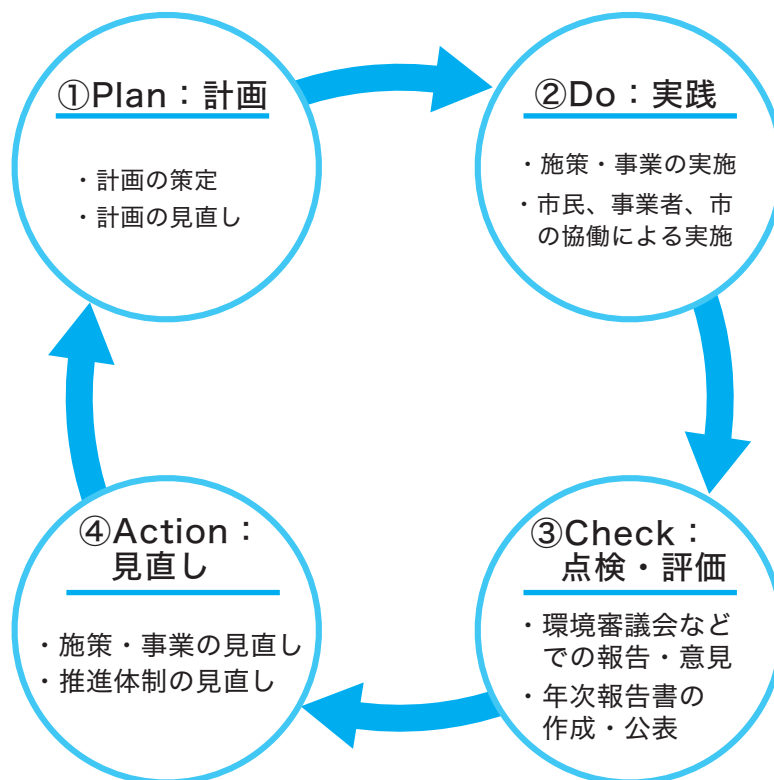 ①Plan：計画
・計画の策定
・計画の見直し
②Do：実践
・施策・事業の実施
・市民、事業者、市
の協働による実施
③Check：
点検・評価
・環境審議会など
での報告・意見
・年次報告書の
作成・公表
④Action：
見直し
・施策・事業の見直し
・推進体制の見直し